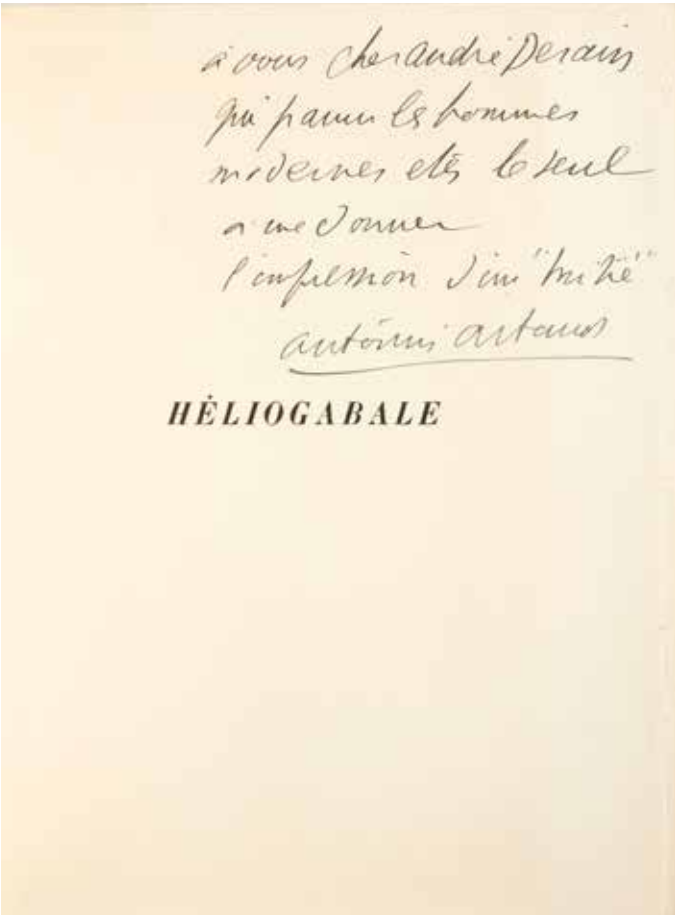 à vous cher André Derain
qui parmi les hommes
modernes etes le seul
à me donner
l'impression d'un "Initié"
antonin artaud
HÉLIOGABALE